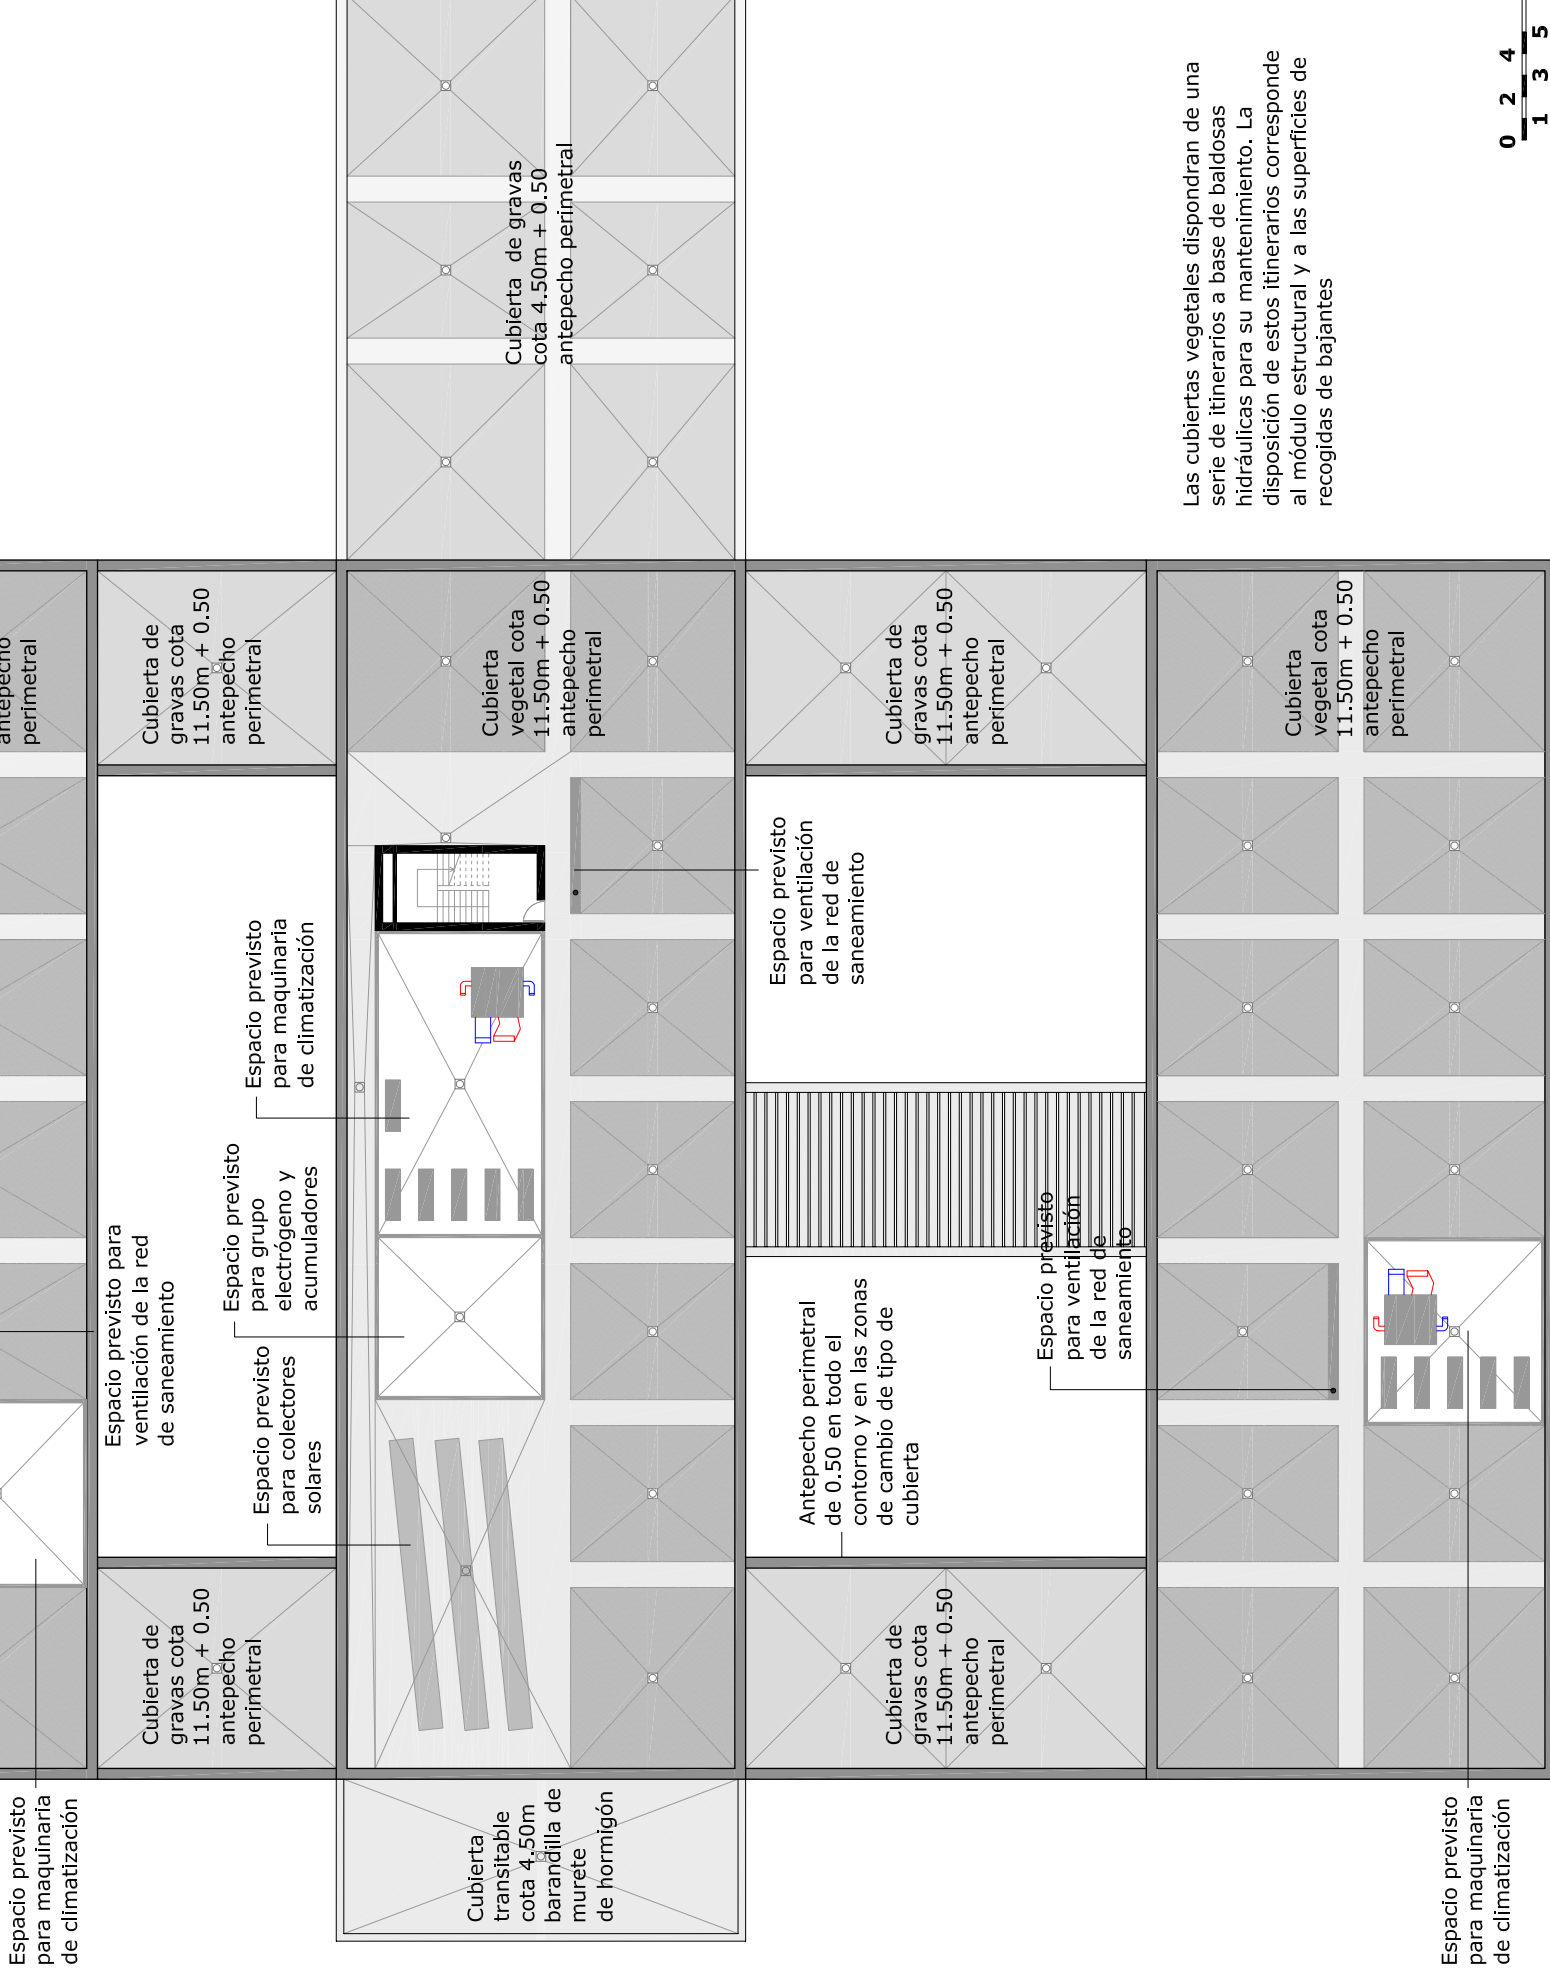 antepecho
perimetral
Cubierta de
gravas cota
11.50m + 0.50
antepecho
perimetral
Cubierta de gravas
cota 4.50m + 0.50
antepecho perimetral
Cubierta
vegetal cota
11.50m + 0.50
antepecho
perimetral
Cubierta de
gravas cota
11.50m + 0.50
antepecho
perimetral
Cubierta
vegetal cota
11.50m + 0.50
antepecho
perimetral
Las cubiertas vegetales dispondran de una
serie de itinerarios a base de baldosas
hidráulicas para su mantenimiento. La
disposición de estos itinerarios corresponde
al módulo estructural y a las superficies de
recogidas de bajantes
0 2 4
1 3 5
Espacio previsto para
ventilación de la red
de saneamiento
Espacio previsto
para maquinaria
de climatización
Espacio previsto
para grupo
electrógeno y
acumuladores
Espacio previsto
para colectores
solares
Espacio previsto
para ventilación
de la red de
saneamiento
Antepecho perimetral
de 0.50 en todo el
contorno y en las zonas
de cambio de tipo de
cubierta
Espacio previsto
para ventilación
de la red de
saneamiento
Cubierta de
gravas cota
11.50m + 0.50
antepecho
perimetral
Cubierta de
gravas cota
11.50m + 0.50
antepecho
perimetral
Espacio previsto
para maquinaria
de climatización
Cubierta
transitable
cota 4.50m
barandilla de
murete
de hormigón
Espacio previsto
para maquinaria
de climatización